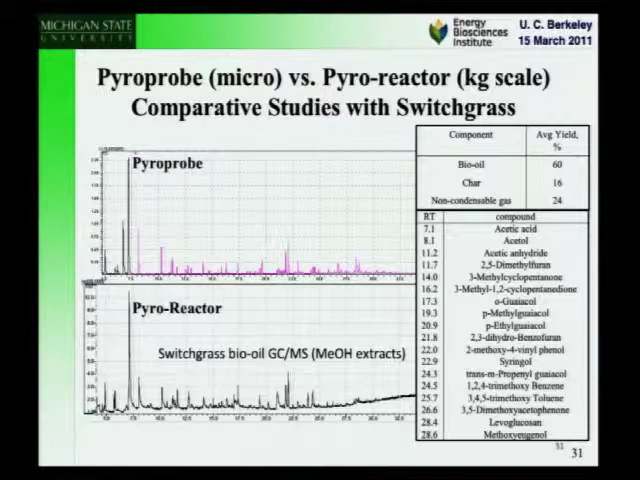 MICHIGAN STATE
UNIVERSITY
Energy
Biosciences
Institute
U. C. Berkeley
15 March 2011
Pyroprobe (micro) vs. Pyro-reactor (kg scale)
Comparative Studies with Switchgrass
Pyroprobe
Pyro-Reactor
Switchgrass bio-oil GC/MS (MeOH extracts)
Component Avg Yield, %
Bio-oil 60
Char 16
Non-condensable gas 24
RT compound
7.1 Acetic acid
8.1 Acetol
11.2 Acetic anhydride
11.7 2,5-Dimethylfuran
14.0 3-Methylcyclopentanone
16.2 3-Methyl-1,2-cyclopentanedione
17.3 o-Guaiacol
19.3 p-Methylguaiacol
20.9 p-Ethylguaiacol
21.8 2,3-dihydro-Benzofuran
22.0 2-methoxy-4-vinyl phenol
22.9 Syringol
24.3 trans-m-Propenyl guaiacol
24.5 1,2,4-trimethoxy Benzene
25.7 3,4,5-trimethoxy Toluene
26.6 3,5-Dimethoxyacetophenone
28.4 Levoglucosan
28.6 Methoxyeugenol
31
31